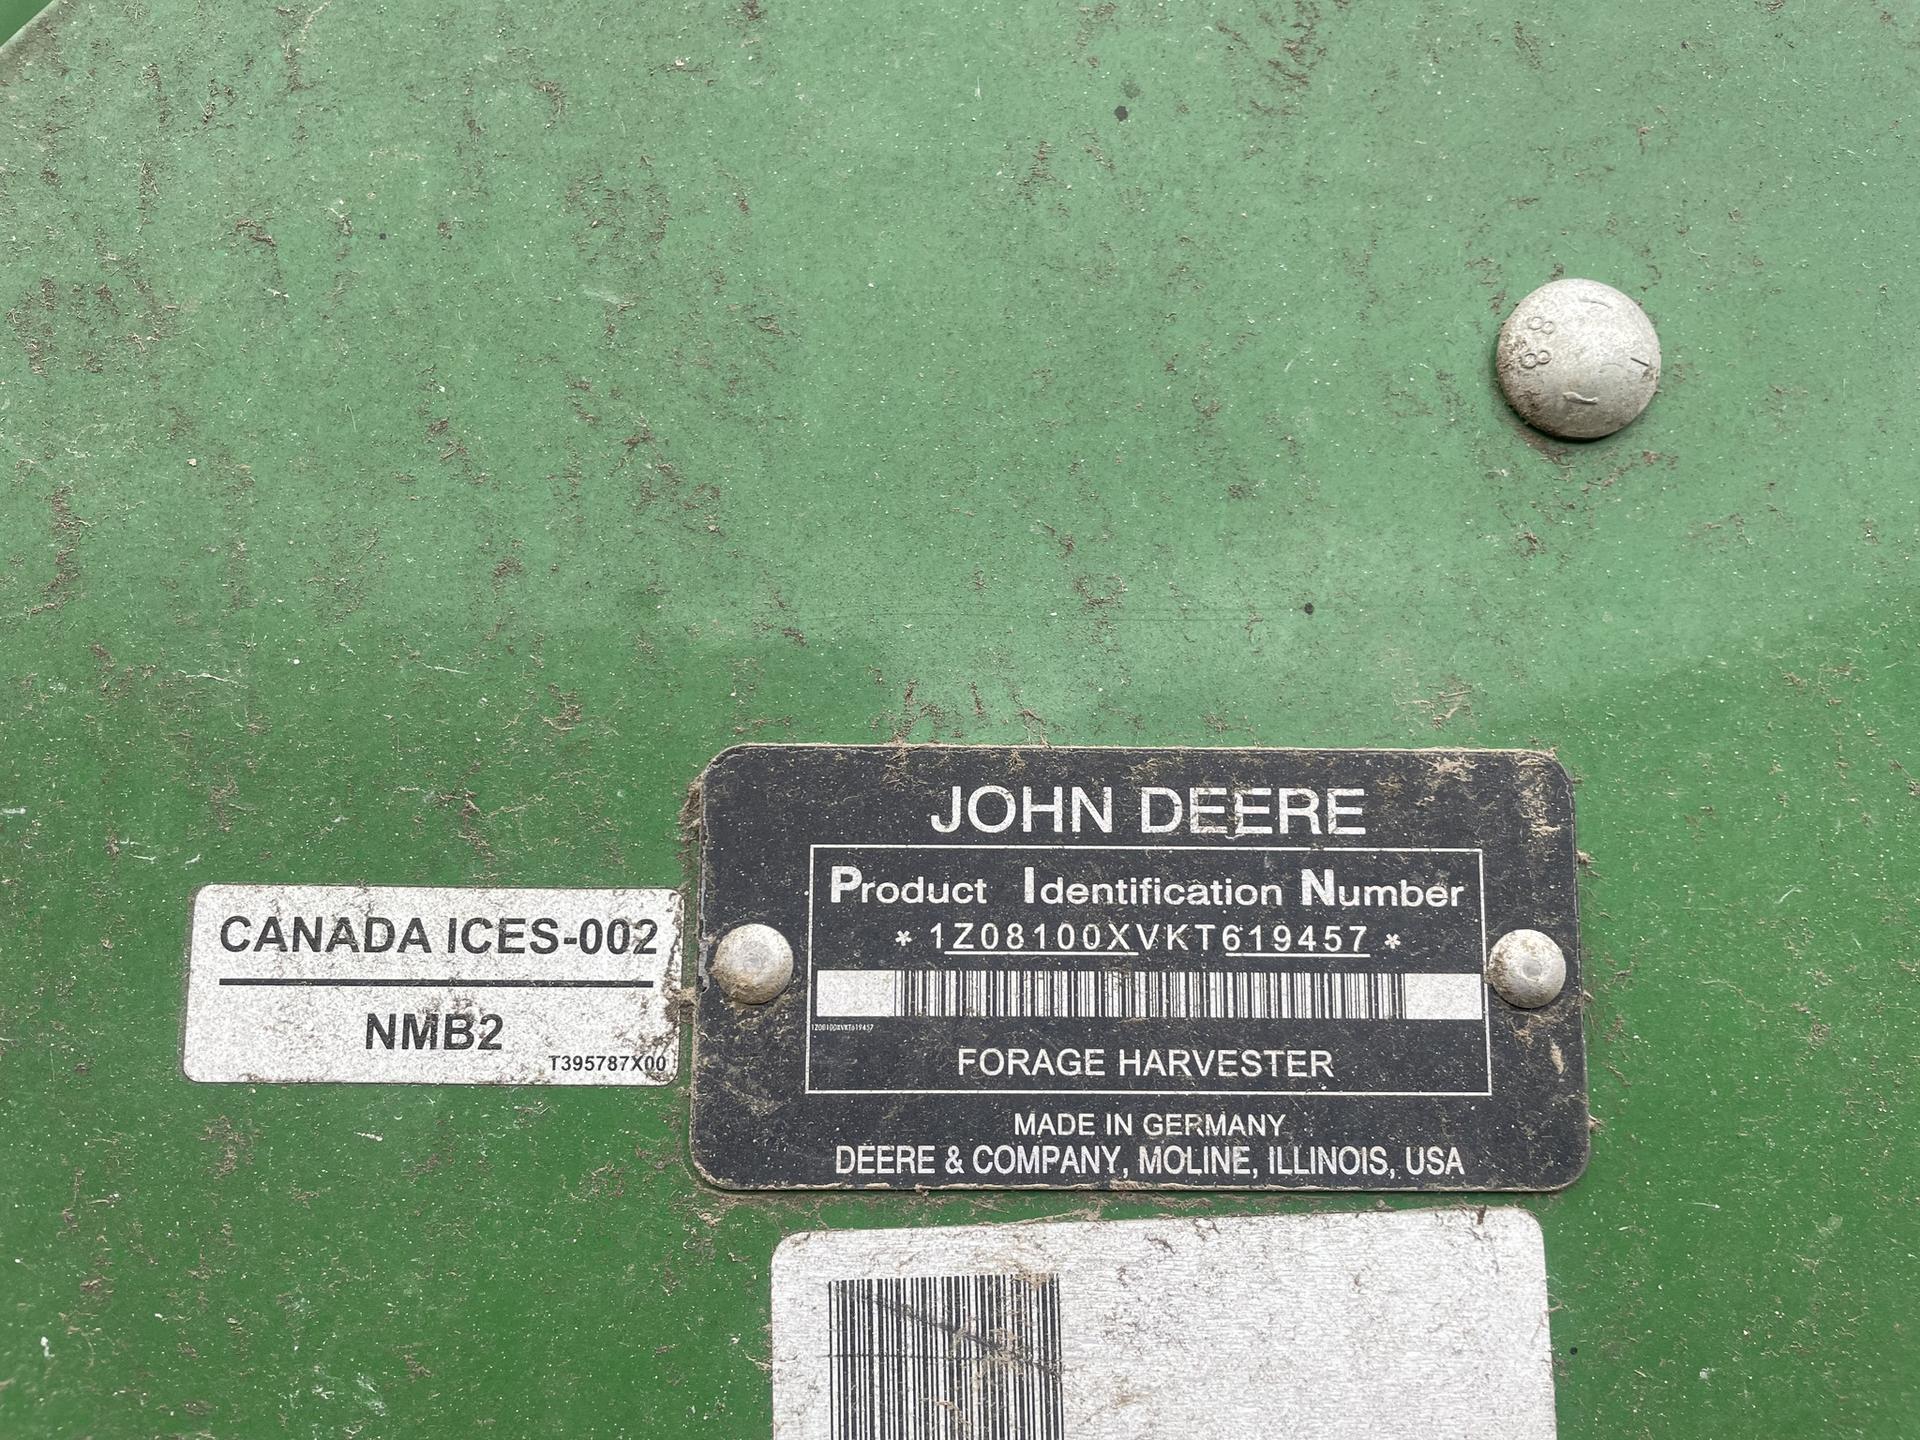 88
JOHN DEERE
Product Identification Number
* 1Z08100XVKT619457 *
1Z08100XVKT619457
FORAGE HARVESTER
MADE IN GERMANY
DEERE & COMPANY, MOLINE, ILLINOIS, USA
CANADA ICES-002
NMB2
T395787X00